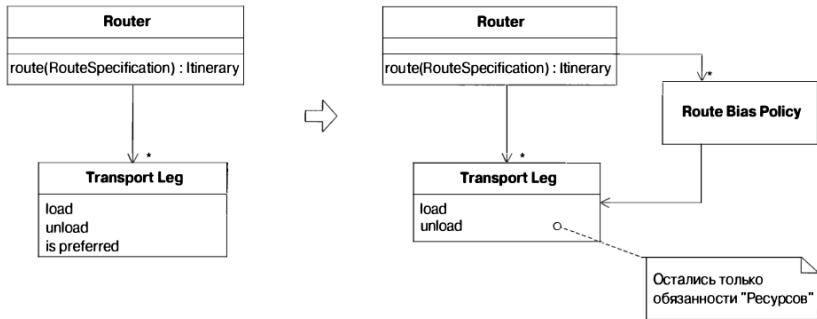 Router
route(RouteSpecification) : Itinerary
*
Transport Leg
load
unload
is preferred
Router
route(RouteSpecification) : Itinerary
*
Route Bias Policy
*
Transport Leg
load
unload
Остались только
обязанности "Ресурсов"